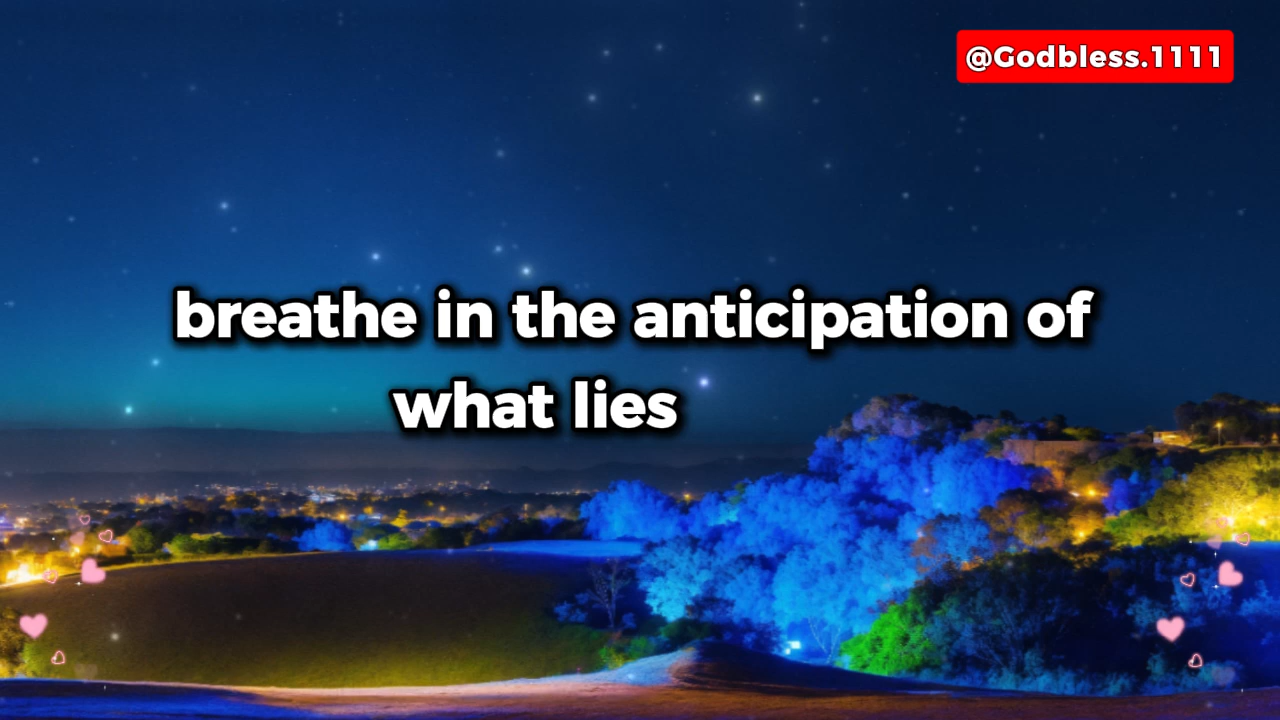 @Godbless.1111
breathe in the anticipation of
what lies